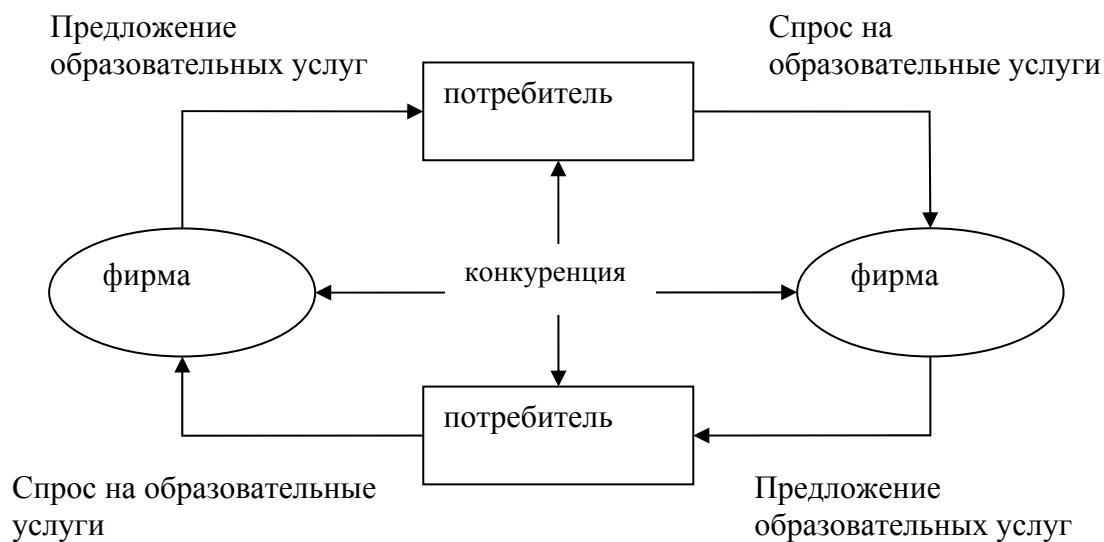 Предложение
образовательных услуг
Спрос на
образовательные услуги
потребитель
фирма
конкуренция
фирма
потребитель
Спрос на образовательные
услуги
Предложение
образовательных услуг